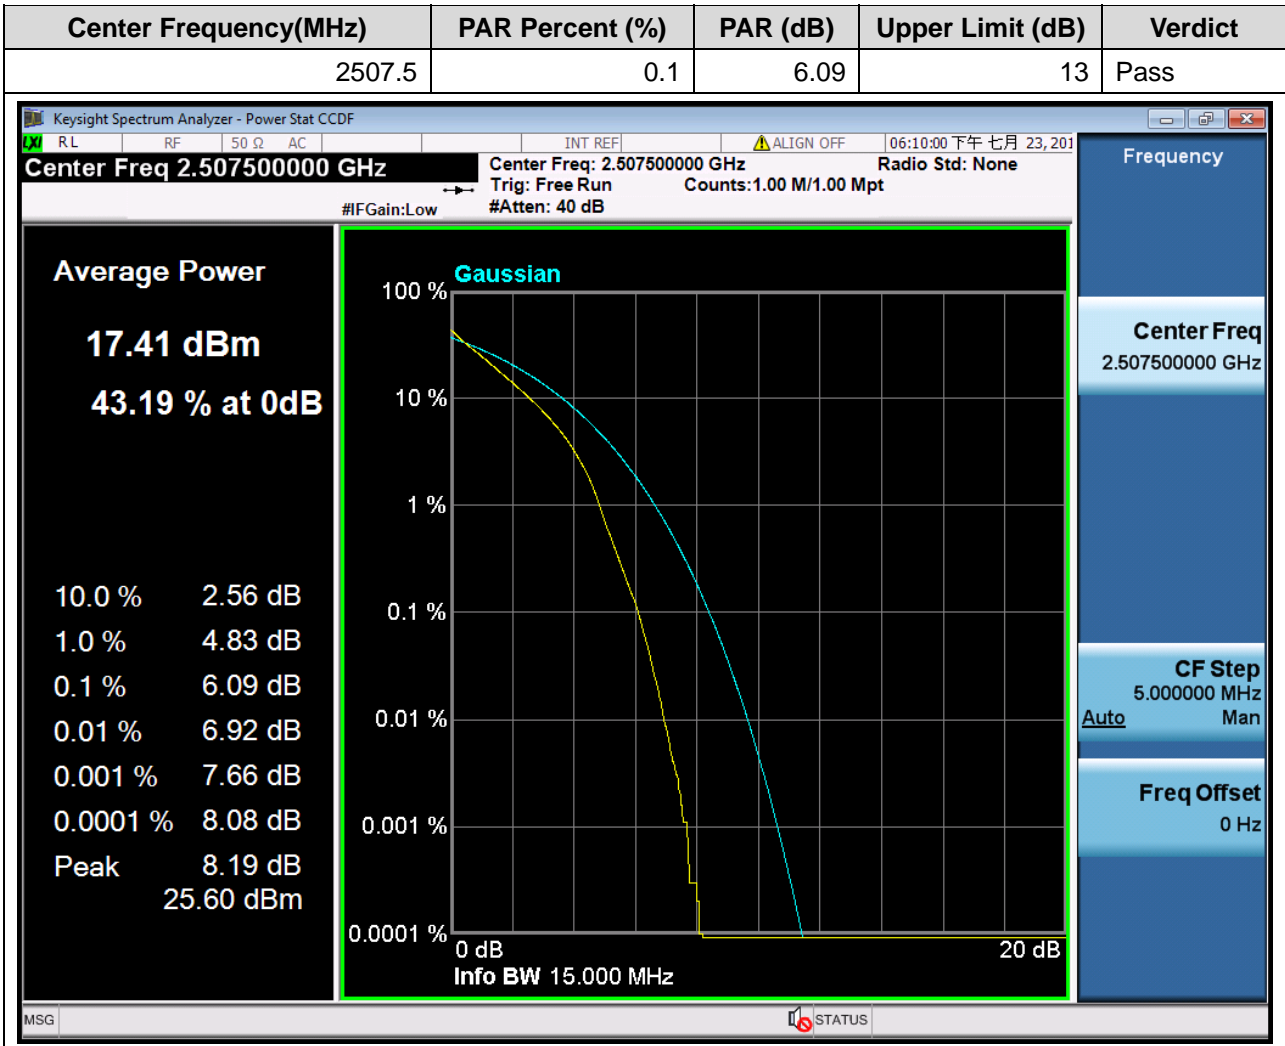 Center Frequency(MHz) PAR Percent (%) PAR (dB) Upper Limit (dB) Verdict
2507.5 0.1 6.09 13 Pass
Keysight Spectrum Analyzer - Power Stat CCDF
LXI RL RF 50 Ω AC INT REF ALIGN OFF 06:10:00 下午 七月 23, 201
Center Freq 2.507500000 GHz
Center Freq: 2.507500000 GHz Radio Std: None
Trig: Free Run Counts:1.00 M/1.00 Mpt
#IFGain:Low #Atten: 40 dB
Average Power
17.41 dBm
43.19 % at 0dB
10.0 % 2.56 dB
1.0 % 4.83 dB
0.1 % 6.09 dB
0.01 % 6.92 dB
0.001 % 7.66 dB
0.0001 % 8.08 dB
Peak 8.19 dB
25.60 dBm
Gaussian
100 %
10 %
1 %
0.1 %
0.01 %
0.001 %
0.0001 %
0 dB 20 dB
Info BW 15.000 MHz
Frequency
Center Freq
2.507500000 GHz
CF Step
5.000000 MHz
Auto Man
Freq Offset
0 Hz
MSG STATUS